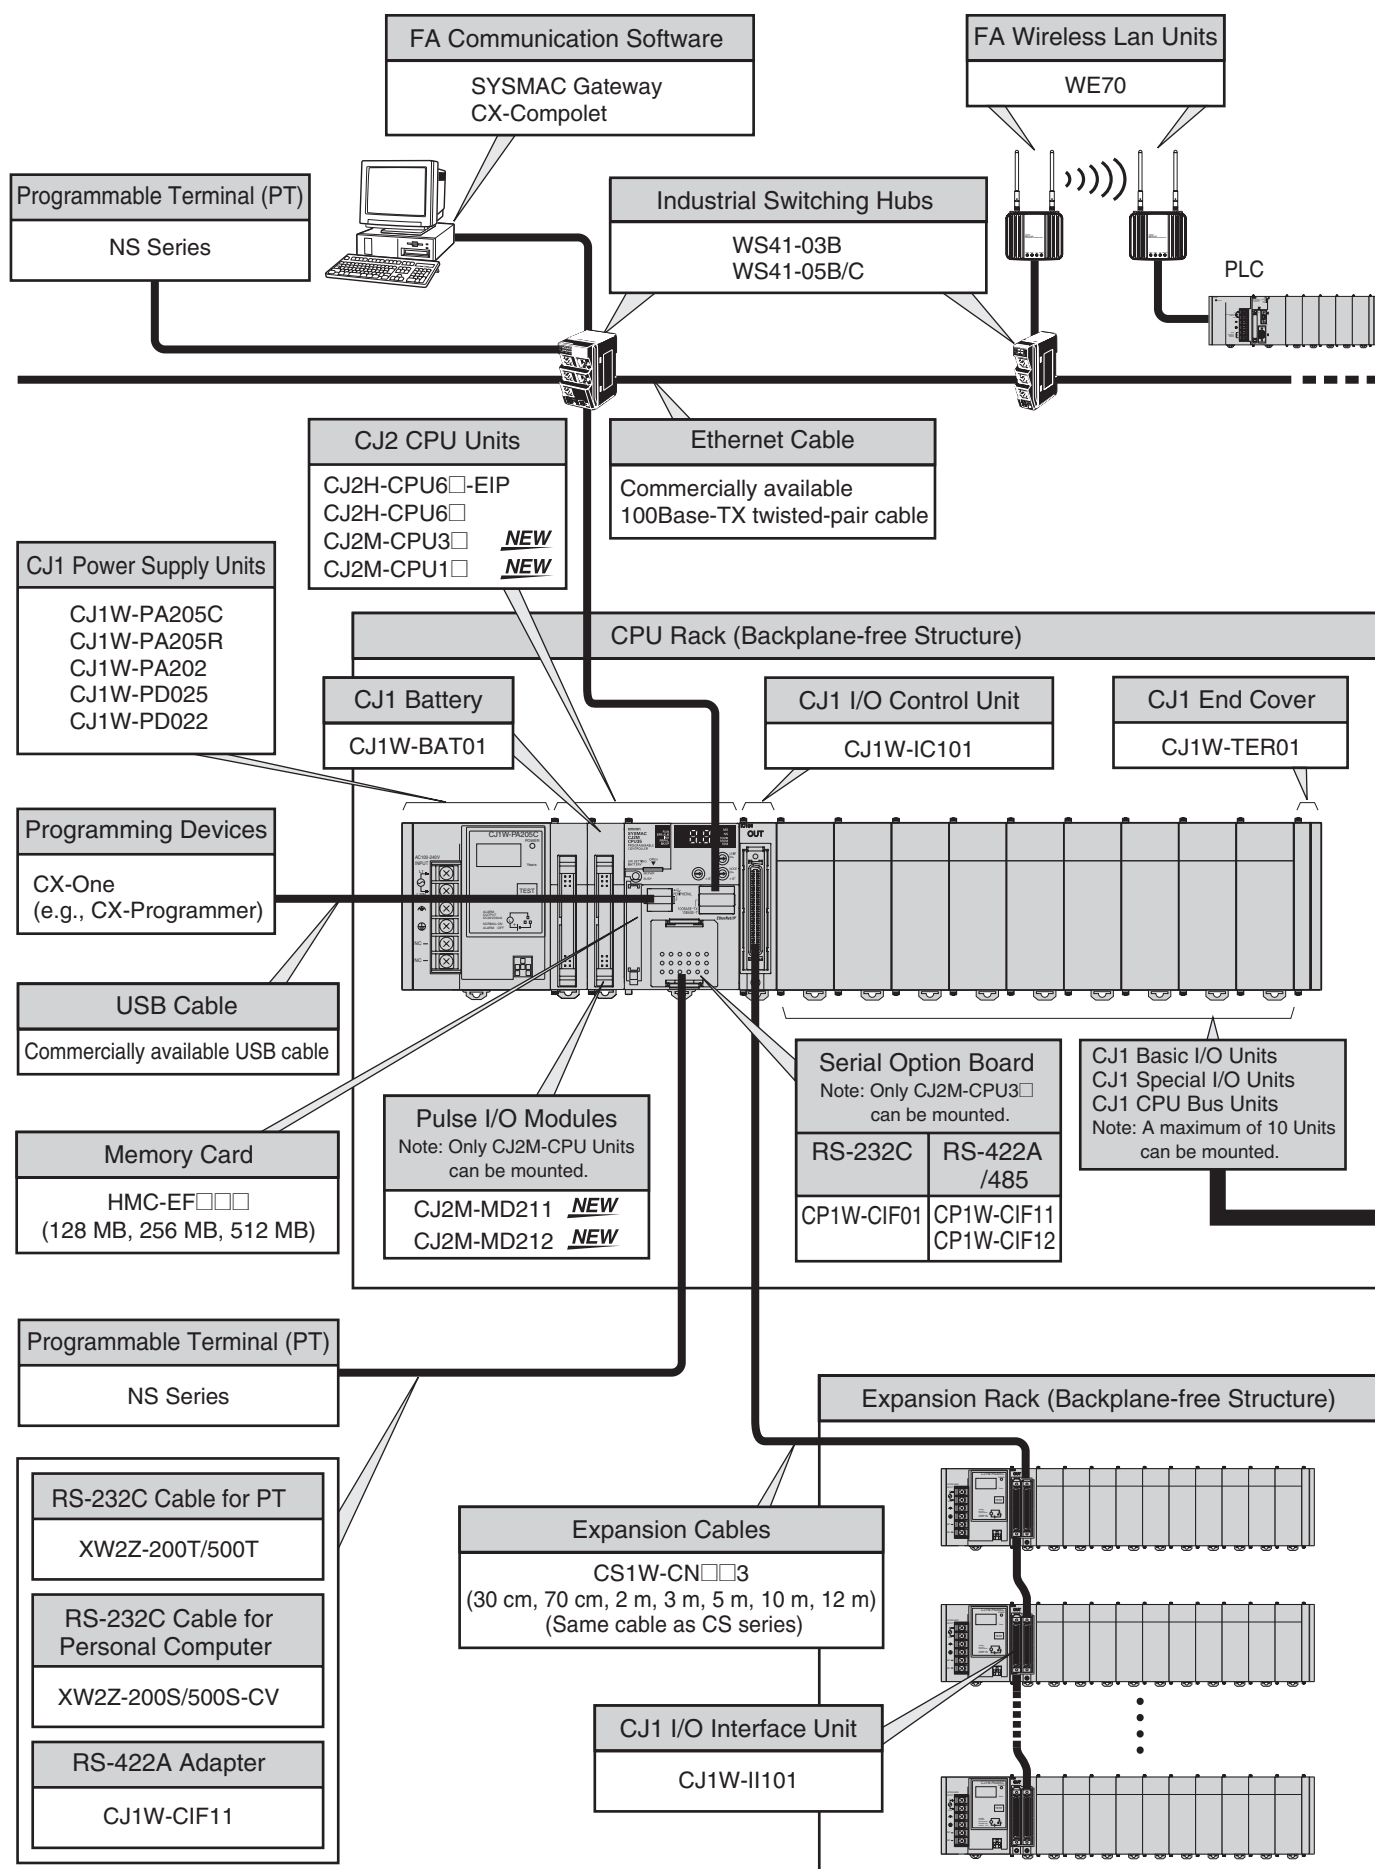 FA Communication Software
SYSMAC Gateway
CX-Compolet
FA Wireless Lan Units
WE70
Programmable Terminal (PT)
NS Series
Industrial Switching Hubs
WS41-03B
WS41-05B/C
PLC
CJ2 CPU Units
CJ2H-CPU6□-EIP
CJ2H-CPU6□
CJ2M-CPU3□ NEW
CJ2M-CPU1□ NEW
Ethernet Cable
Commercially available
100Base-TX twisted-pair cable
CJ1 Power Supply Units
CJ1W-PA205C
CJ1W-PA205R
CJ1W-PA202
CJ1W-PD025
CJ1W-PD022
CPU Rack (Backplane-free Structure)
CJ1 Battery
CJ1W-BAT01
CJ1 I/O Control Unit
CJ1W-IC101
CJ1 End Cover
CJ1W-TER01
Programming Devices
CX-One
(e.g., CX-Programmer)
CJ1W-PA205C
POWER
AC100-240V
INPUT
Years
TEST
NC
NC
SYSMAC
CJ2M
OUT
USB Cable
Commercially available USB cable
Memory Card
HMC-EF□□□
(128 MB, 256 MB, 512 MB)
Pulse I/O Modules
Note: Only CJ2M-CPU Units
can be mounted.
CJ2M-MD211 NEW
CJ2M-MD212 NEW
Serial Option Board
Note: Only CJ2M-CPU3□
can be mounted.
RS-232C
RS-422A
/485
CP1W-CIF01
CP1W-CIF11
CP1W-CIF12
CJ1 Basic I/O Units
CJ1 Special I/O Units
CJ1 CPU Bus Units
Note: A maximum of 10 Units
can be mounted.
Programmable Terminal (PT)
NS Series
RS-232C Cable for PT
XW2Z-200T/500T
RS-232C Cable for
Personal Computer
XW2Z-200S/500S-CV
RS-422A Adapter
CJ1W-CIF11
Expansion Rack (Backplane-free Structure)
Expansion Cables
CS1W-CN□□3
(30 cm, 70 cm, 2 m, 3 m, 5 m, 10 m, 12 m)
(Same cable as CS series)
CJ1 I/O Interface Unit
CJ1W-II101